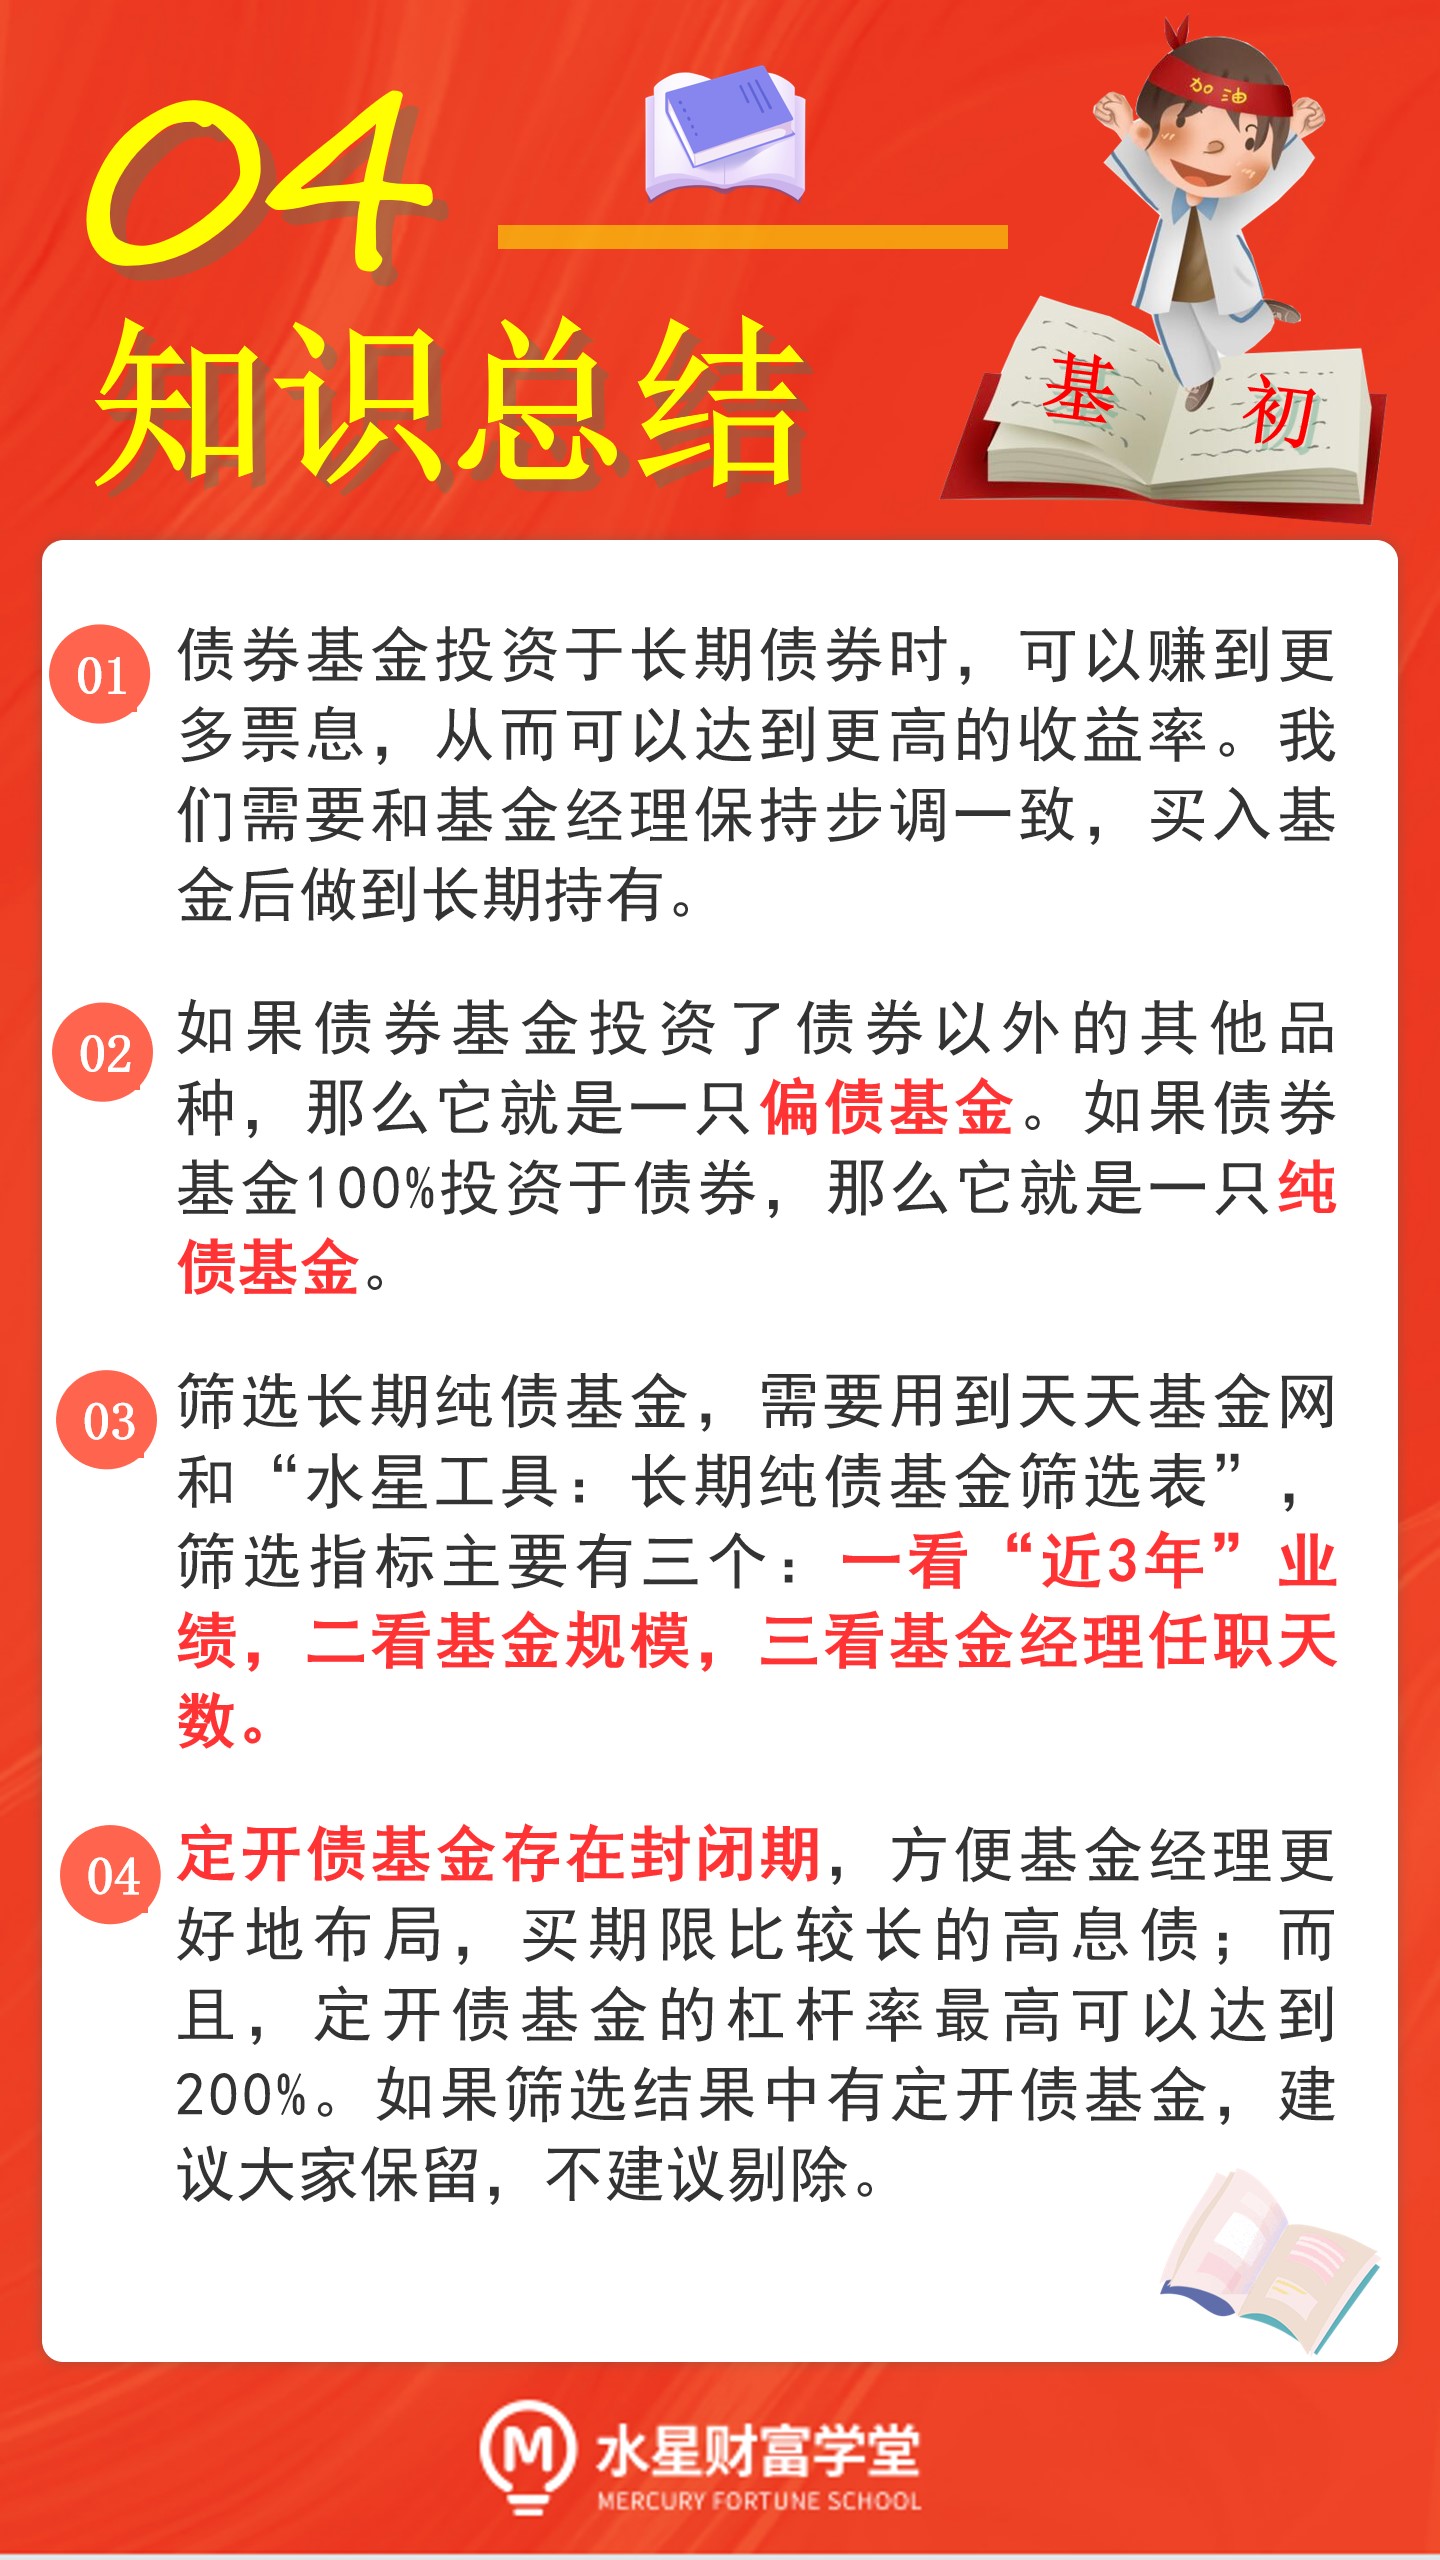 04
加油
知识总结
基 初
01
债券基金投资于长期债券时，可以赚到更
多票息，从而可以达到更高的收益率。我
们需要和基金经理保持步调一致，买入基
金后做到长期持有。
02
如果债券基金投资了债券以外的其他品
种，那么它就是一只偏债基金。如果债券
基金100%投资于债券，那么它就是一只纯
债基金。
03
筛选长期纯债基金，需要用到天天基金网
和“水星工具：长期纯债基金筛选表”，
筛选指标主要有三个：一看“近3年”业
绩，二看基金规模，三看基金经理任职天
数。
04
定开债基金存在封闭期，方便基金经理更
好地布局，买期限比较长的高息债；而
且，定开债基金的杠杆率最高可以达到
200%。如果筛选结果中有定开债基金，建
议大家保留，不建议剔除。
M
水星财富学堂
MERCURY FORTUNE SCHOOL